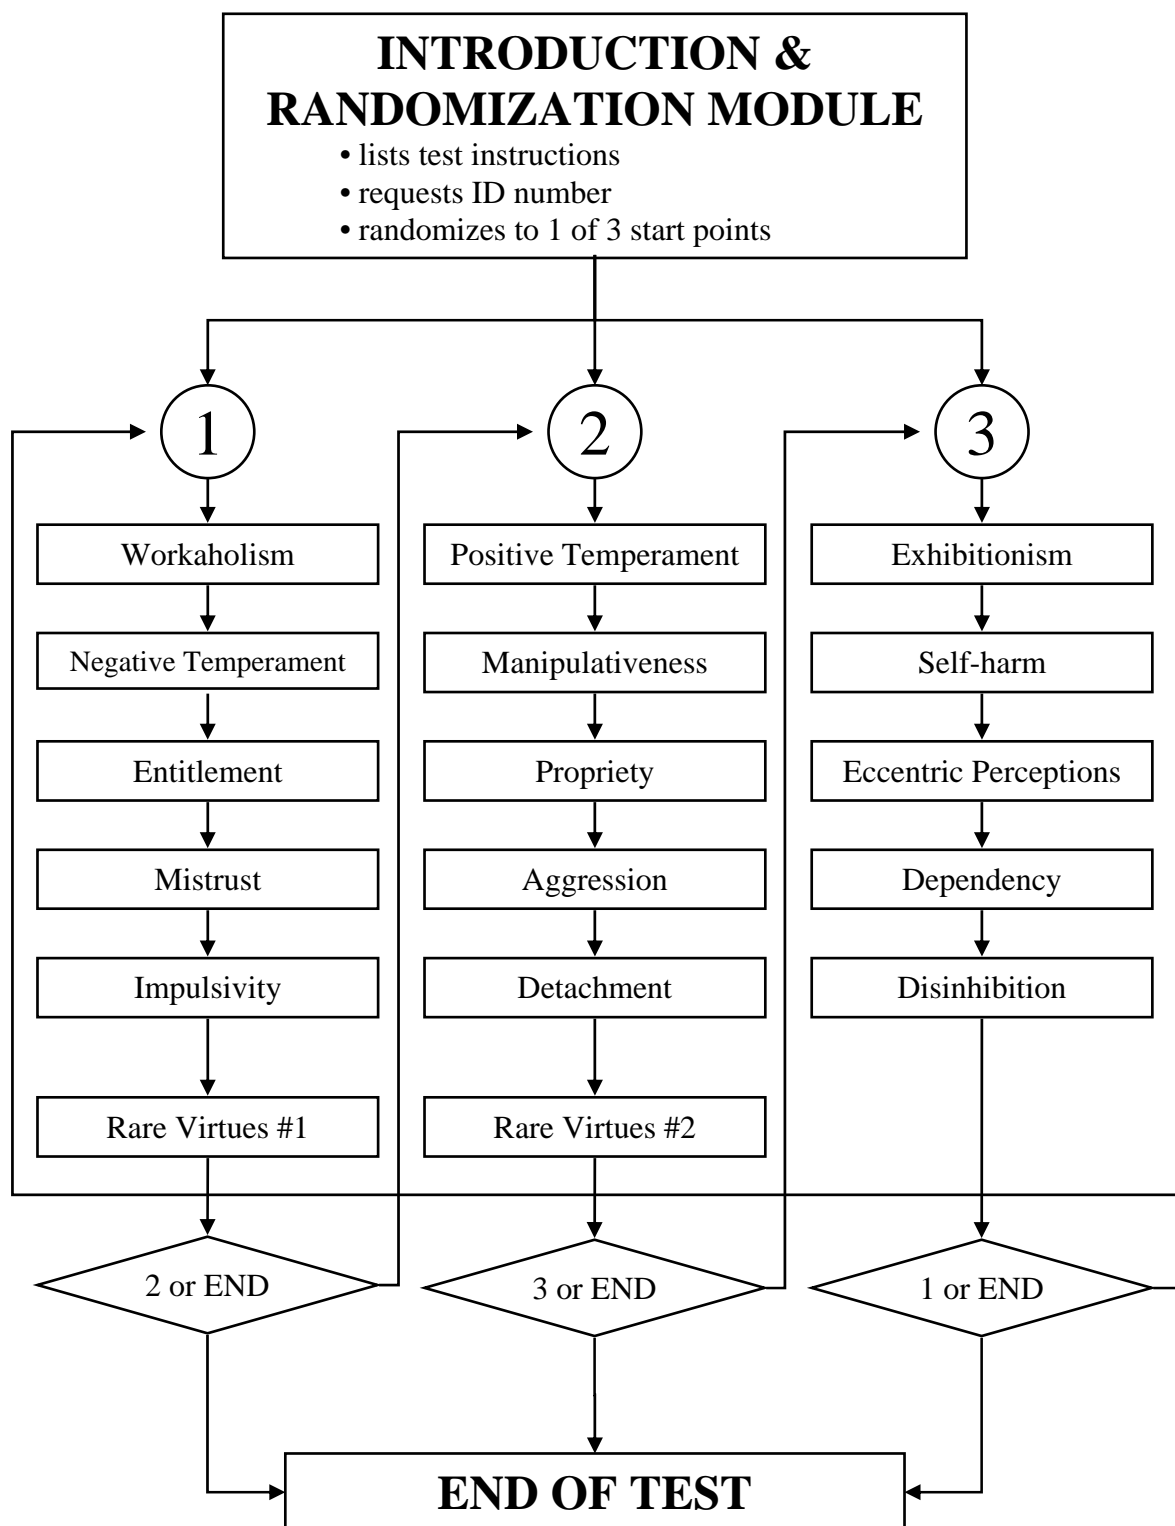 INTRODUCTION &
RANDOMIZATION MODULE
• lists test instructions
• requests ID number
• randomizes to 1 of 3 start points
1
2
3
Workaholism
Positive Temperament
Exhibitionism
Negative Temperament
Manipulativeness
Self-harm
Entitlement
Propriety
Eccentric Perceptions
Mistrust
Aggression
Dependency
Impulsivity
Detachment
Disinhibition
Rare Virtues #1
Rare Virtues #2
2 or END
3 or END
1 or END
END OF TEST